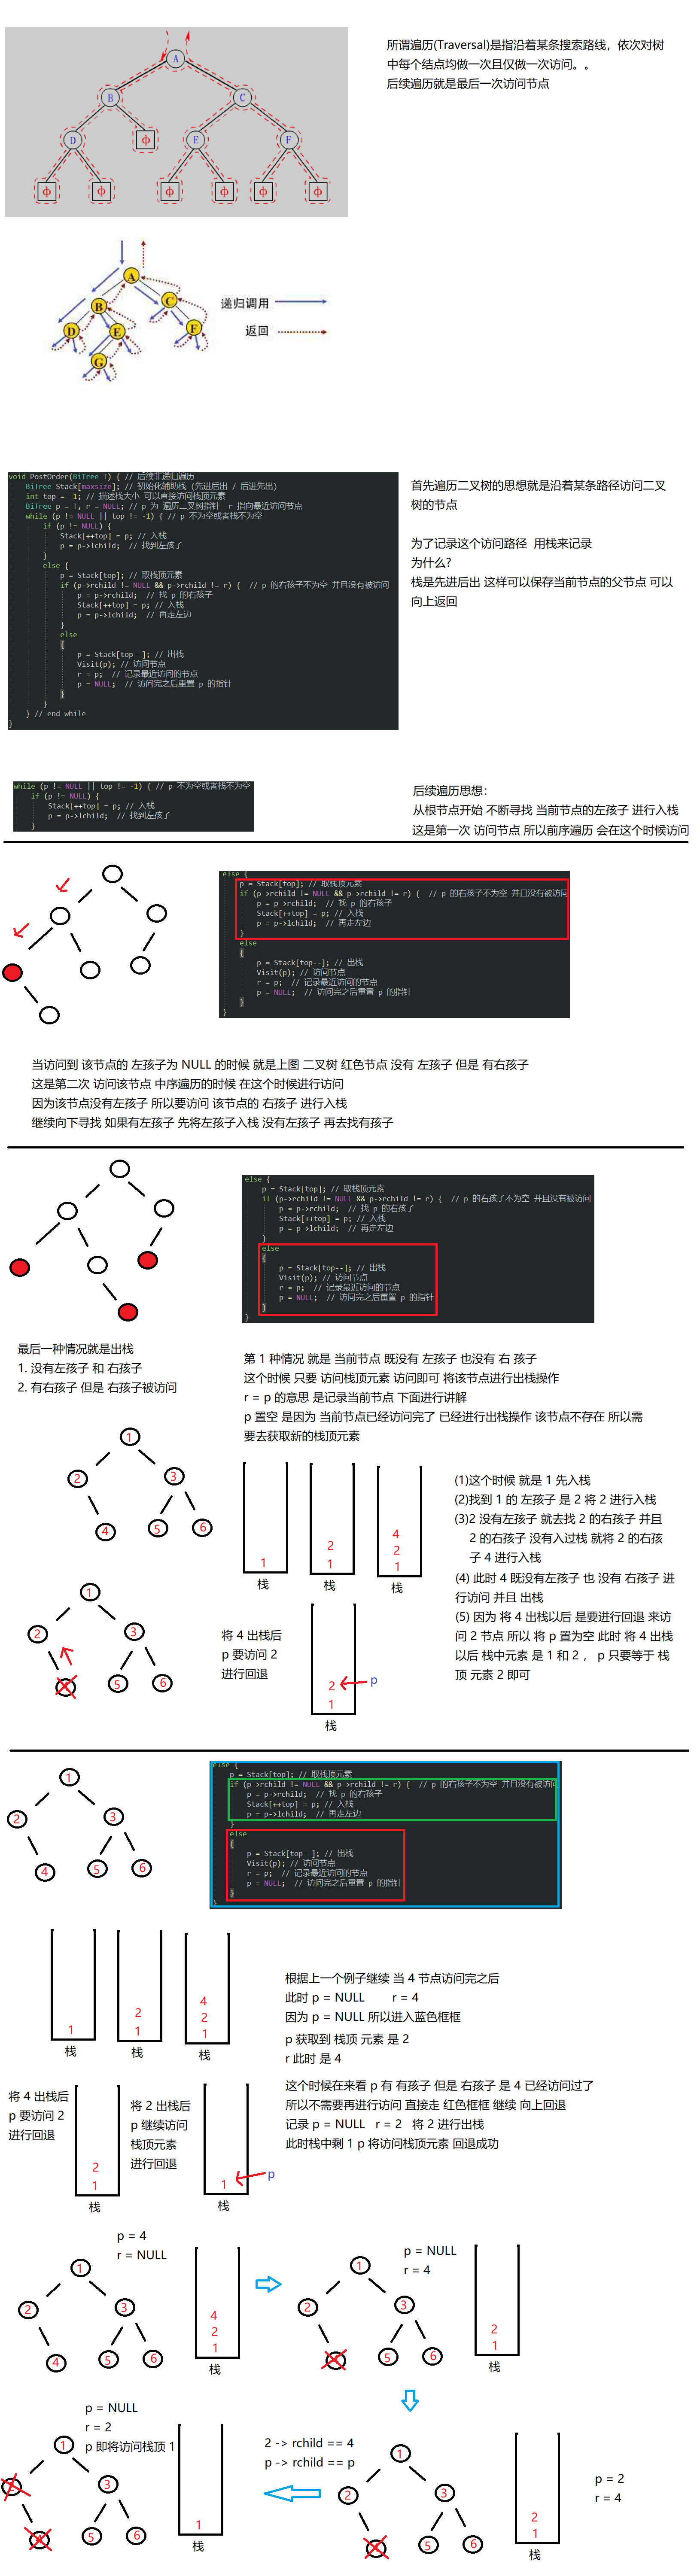 所谓遍历(Traversal)是指沿着某条搜索路线，依次对树
中每个结点均做一次且仅做一次访问。。
后续遍历就是最后一次访问节点
A
B
C
D
ф
E
F
ф
ф
ф
ф
ф
ф
A
B
C
D
E
F
G
递归调用
返回
void PostOrder(BiTree T) { // 后续非递归遍历
BiTree Stack[maxsize]; // 初始化辅助栈 (先进后出 / 后进先出)
int top = -1; // 描述栈大小 可以直接访问栈顶元素
BiTree p = T, r = NULL; // p 为 遍历二叉树指针 r 指向最近访问节点
while (p != NULL || top != -1) { // p 不为空或者栈不为空
if (p != NULL) {
Stack[++top] = p; // 入栈
p = p->lchild; // 找到左孩子
}
else {
p = Stack[top]; // 取栈顶元素
if (p->rchild != NULL && p->rchild != r) { // p 的右孩子不为空 并且没有被访问
p = p->rchild; // 找 p 的右孩子
Stack[++top] = p; // 入栈
p = p->lchild; // 再走左边
}
else
{
p = Stack[top--]; // 出栈
Visit(p); // 访问节点
r = p; // 记录最近访问的节点
p = NULL; // 访问完之后重置 p 的指针
}
}
} // end while
}
首先遍历二叉树的思想就是沿着某条路径访问二叉
树的节点
为了记录这个访问路径 用栈来记录
为什么?
栈是先进后出 这样可以保存当前节点的父节点 可以
向上返回
while (p != NULL || top != -1) { // p 不为空或者栈不为空
if (p != NULL) {
Stack[++top] = p; // 入栈
p = p->lchild; // 找到左孩子
}
后续遍历思想：
从根节点开始 不断寻找 当前节点的左孩子 进行入栈
这是第一次 访问节点 所以前序遍历 会在这个时候访问
else {
p = Stack[top]; // 取栈顶元素
if (p->rchild != NULL && p->rchild != r) { // p 的右孩子不为空 并且没有被访问
p = p->rchild; // 找 p 的右孩子
Stack[++top] = p; // 入栈
p = p->lchild; // 再走左边
}
else
{
p = Stack[top--]; // 出栈
Visit(p); // 访问节点
r = p; // 记录最近访问的节点
p = NULL; // 访问完之后重置 p 的指针
}
}
当访问到 该节点的 左孩子为 NULL 的时候 就是上图 二叉树 红色节点 没有 左孩子 但是 有右孩子
这是第二次 访问该节点 中序遍历的时候 在这个时候进行访问
因为该节点没有左孩子 所以要访问 该节点的 右孩子 进行入栈
继续向下寻找 如果有左孩子 先将左孩子入栈 没有左孩子 再去找有孩子
else {
p = Stack[top]; // 取栈顶元素
if (p->rchild != NULL && p->rchild != r) { // p 的右孩子不为空 并且没有被访问
p = p->rchild; // 找 p 的右孩子
Stack[++top] = p; // 入栈
p = p->lchild; // 再走左边
}
else
{
p = Stack[top--]; // 出栈
Visit(p); // 访问节点
r = p; // 记录最近访问的节点
p = NULL; // 访问完之后重置 p 的指针
}
}
最后一种情况就是出栈
1. 没有左孩子 和 右孩子
2. 有右孩子 但是 右孩子被访问
第 1 种情况 就是 当前节点 既没有 左孩子 也没有 右 孩子
这个时候 只要 访问栈顶元素 访问即可 将该节点进行出栈操作
r = p 的意思 是记录当前节点 下面进行讲解
p 置空 是因为 当前节点已经访问完了 已经进行出栈操作 该节点不存在 所以需
要去获取新的栈顶元素
1
2
3
4
5
6
1
栈
2
1
栈
4
2
1
栈
(1)这个时候 就是 1 先入栈
(2)找到 1 的 左孩子 是 2 将 2 进行入栈
(3)2 没有左孩子 就去找 2 的右孩子 并且
2 的右孩子 没有入过栈 就将 2 的右孩
子 4 进行入栈
(4) 此时 4 既没有左孩子 也 没有 右孩子 进
行访问 并且 出栈
(5) 因为 将 4 出栈以后 是要进行回退 来访
问 2 节点 所以 将 p 置为空 此时 将 4 出栈
以后 栈中元素 是 1 和 2 ， p 只要等于 栈
顶 元素 2 即可
1
2
3
5
6
将 4 出栈后
p 要访问 2
进行回退
2
1
p
栈
1
2
3
4
5
6
else {
p = Stack[top]; // 取栈顶元素
if (p->rchild != NULL && p->rchild != r) { // p 的右孩子不为空 并且没有被访问
p = p->rchild; // 找 p 的右孩子
Stack[++top] = p; // 入栈
p = p->lchild; // 再走左边
}
else
{
p = Stack[top--]; // 出栈
Visit(p); // 访问节点
r = p; // 记录最近访问的节点
p = NULL; // 访问完之后重置 p 的指针
}
}
1
栈
2
1
栈
4
2
1
栈
根据上一个例子继续 当 4 节点访问完之后
此时 p = NULL r = 4
因为 p = NULL 所以进入蓝色框框
p 获取到 栈顶 元素 是 2
r 此时 是 4
这个时候在来看 p 有 有孩子 但是 右孩子 是 4 已经访问过了
所以不需要再进行访问 直接走 红色框框 继续 向上回退
记录 p = NULL r = 2 将 2 进行出栈
此时栈中剩 1 p 将访问栈顶元素 回退成功
将 4 出栈后
p 要访问 2
进行回退
2
1
栈
将 2 出栈后
p 继续访问
栈顶元素
进行回退
1
p
栈
p = 4
r = NULL
1
2
3
4
5
6
4
2
1
栈
p = NULL
r = 4
1
2
3
5
6
2
1
栈
p = NULL
r = 2
p 即将访问栈顶 1
1
3
5
6
1
栈
2 -> rchild == 4
p -> rchild == p
1
2
3
5
6
2
1
栈
p = 2
r = 4